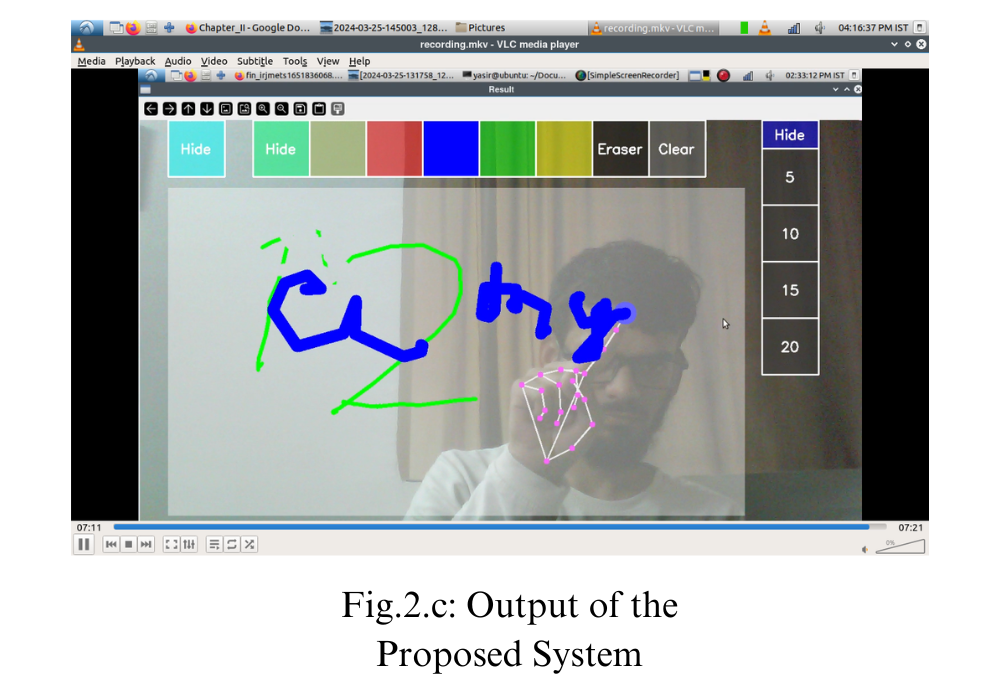 Chapter_II - Google Do... 2024-03-25-145003_128... Pictures recording.mkv - VLC m... 04:16:37 PM IST
recording.mkv - VLC media player
Media Playback Audio Video Subtitle Tools View Help
fin_irjmets1651836068.... [2024-03-25-131758_12... yasir@ubuntu: ~/Docu... [SimpleScreenRecorder] 02:33:12 PM IST
Result
Hide Hide Eraser Clear Hide
5
10
15
20
07:11 07:21
0%
Fig.2.c: Output of the
Proposed System